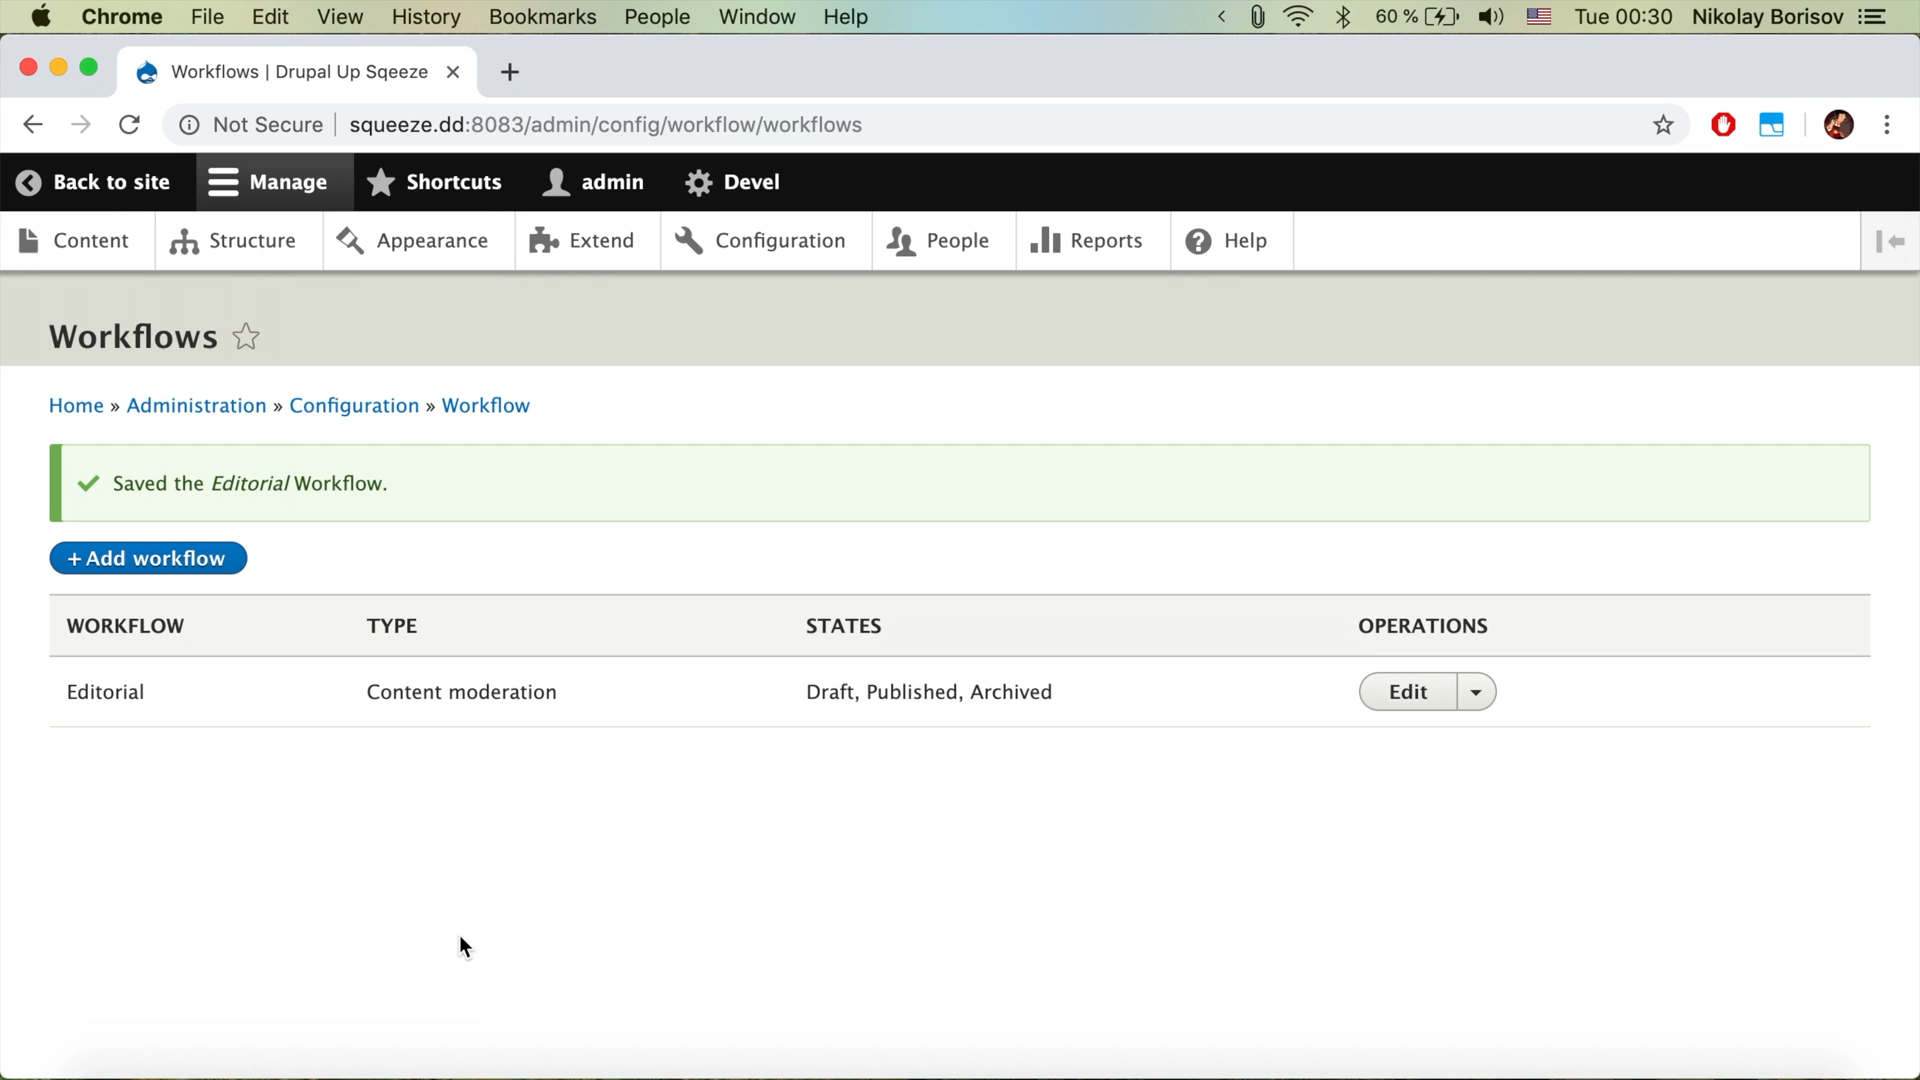 Chrome File Edit View History Bookmarks People Window Help 60 % Tue 00:30 Nikolay Borisov
Workflows | Drupal Up Sqeeze
Not Secure squeeze.dd:8083/admin/config/workflow/workflows
Back to site Manage Shortcuts admin Devel
Content Structure Appearance Extend Configuration People Reports Help
Workflows
Home » Administration » Configuration » Workflow
Saved the Editorial Workflow.
+ Add workflow
WORKFLOW TYPE STATES OPERATIONS
Editorial Content moderation Draft, Published, Archived Edit